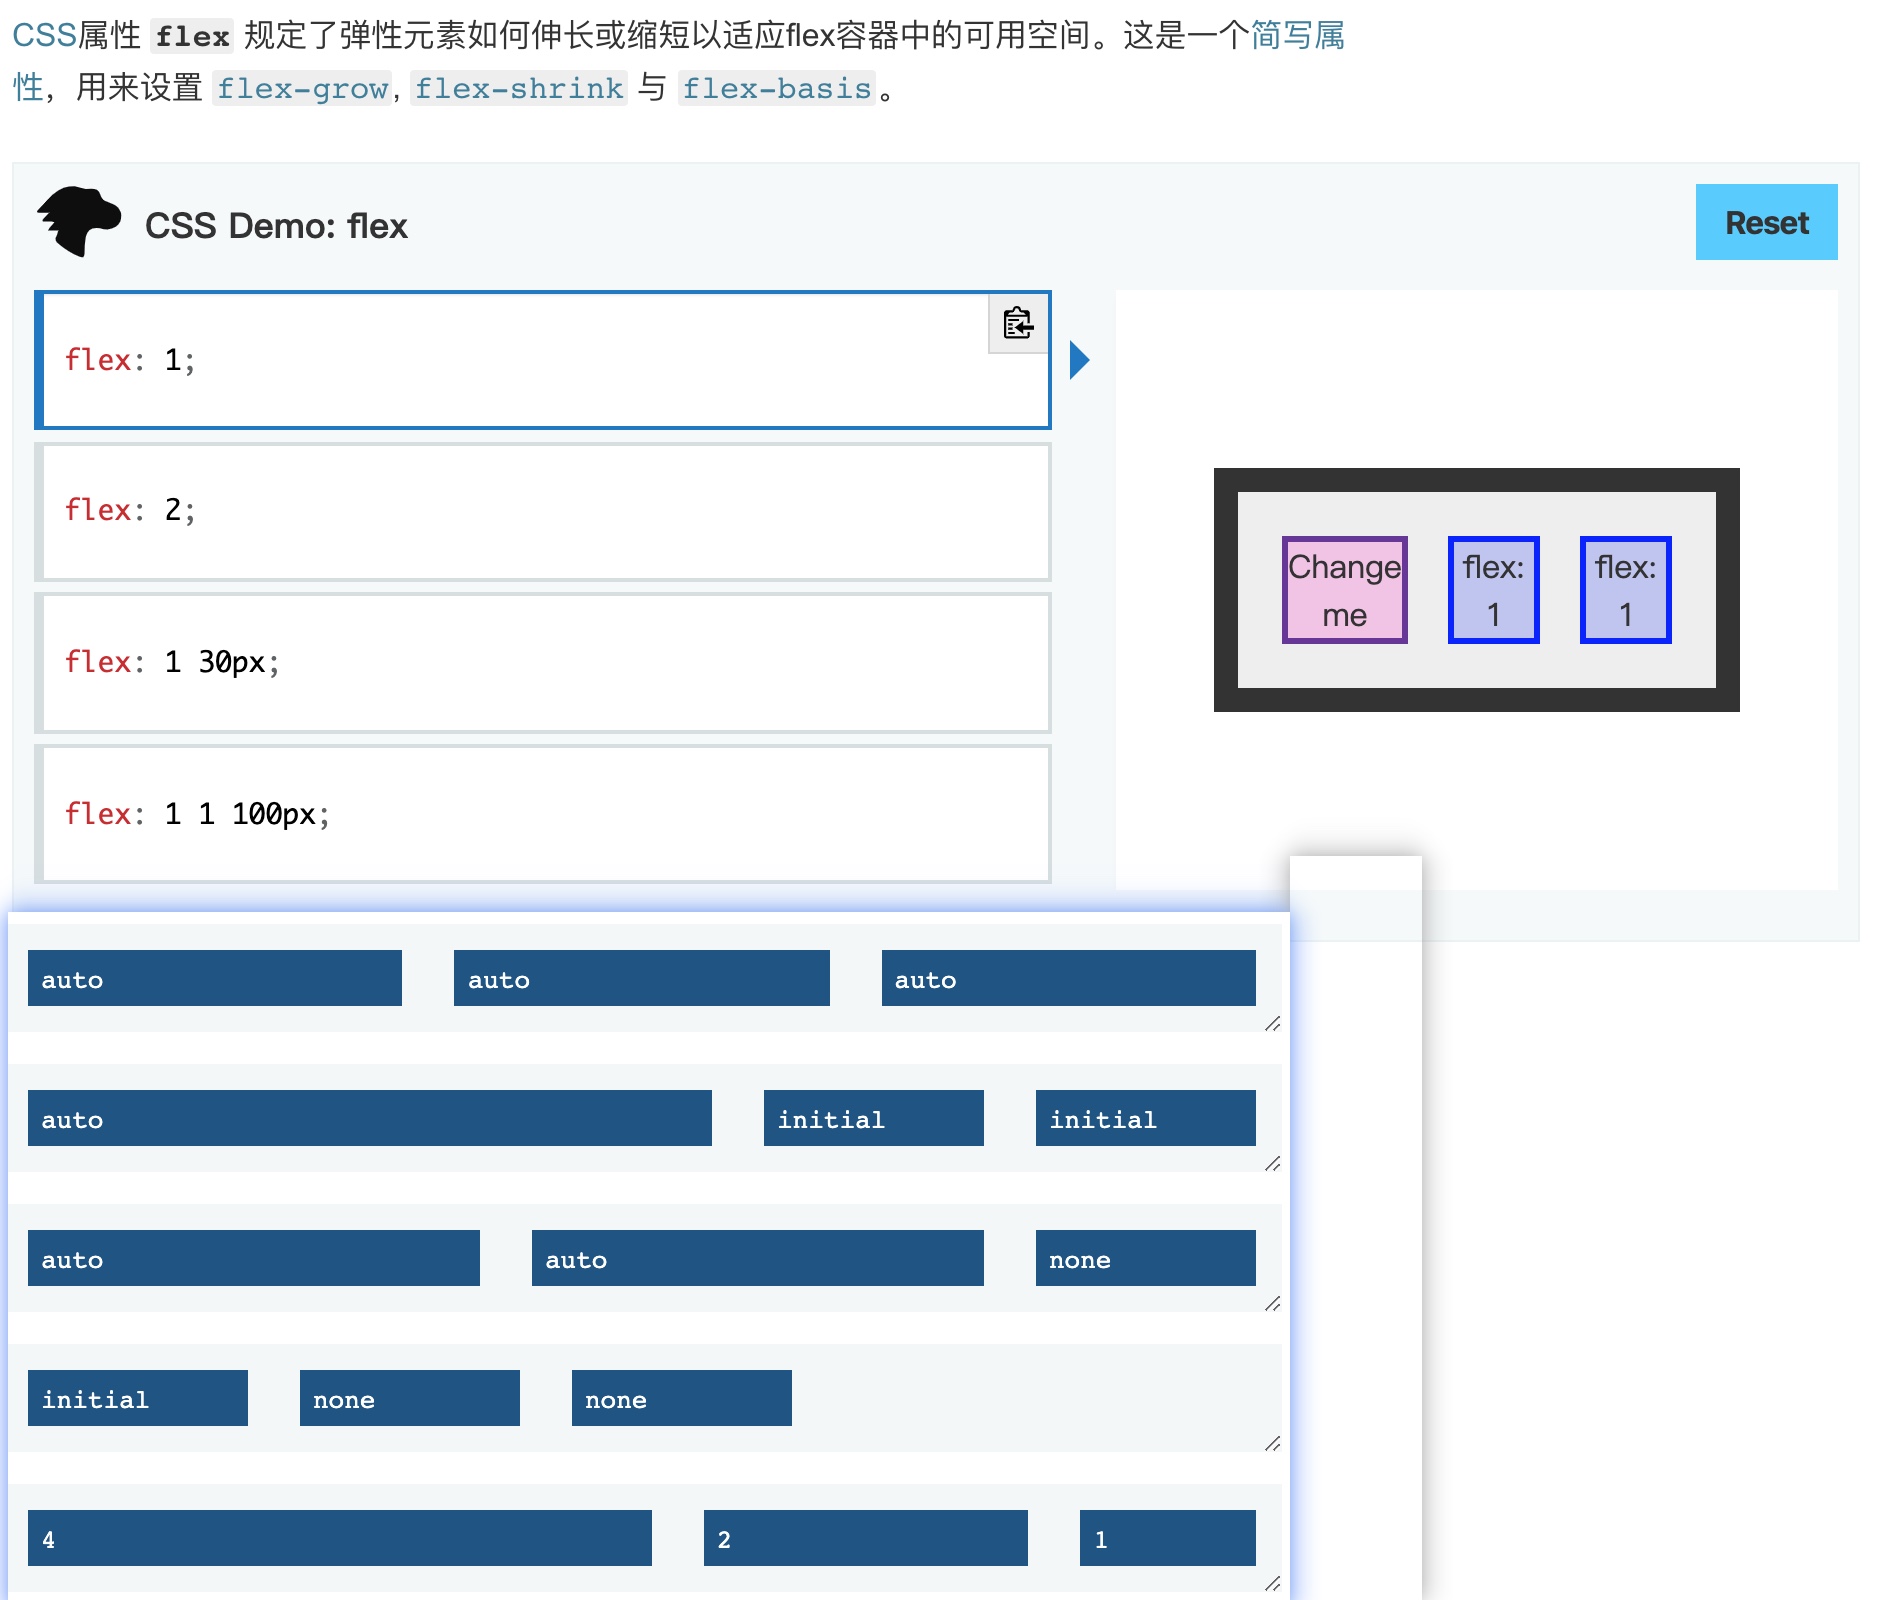 CSS属性 flex 规定了弹性元素如何伸长或缩短以适应flex容器中的可用空间。这是一个简写属
性，用来设置 flex-grow, flex-shrink 与 flex-basis。
CSS Demo: flex
Reset
flex: 1;
flex: 2;
flex: 1 30px;
flex: 1 1 100px;
Change
me
flex:
1
flex:
1
auto auto auto
auto initial initial
auto auto none
initial none none
4 2 1